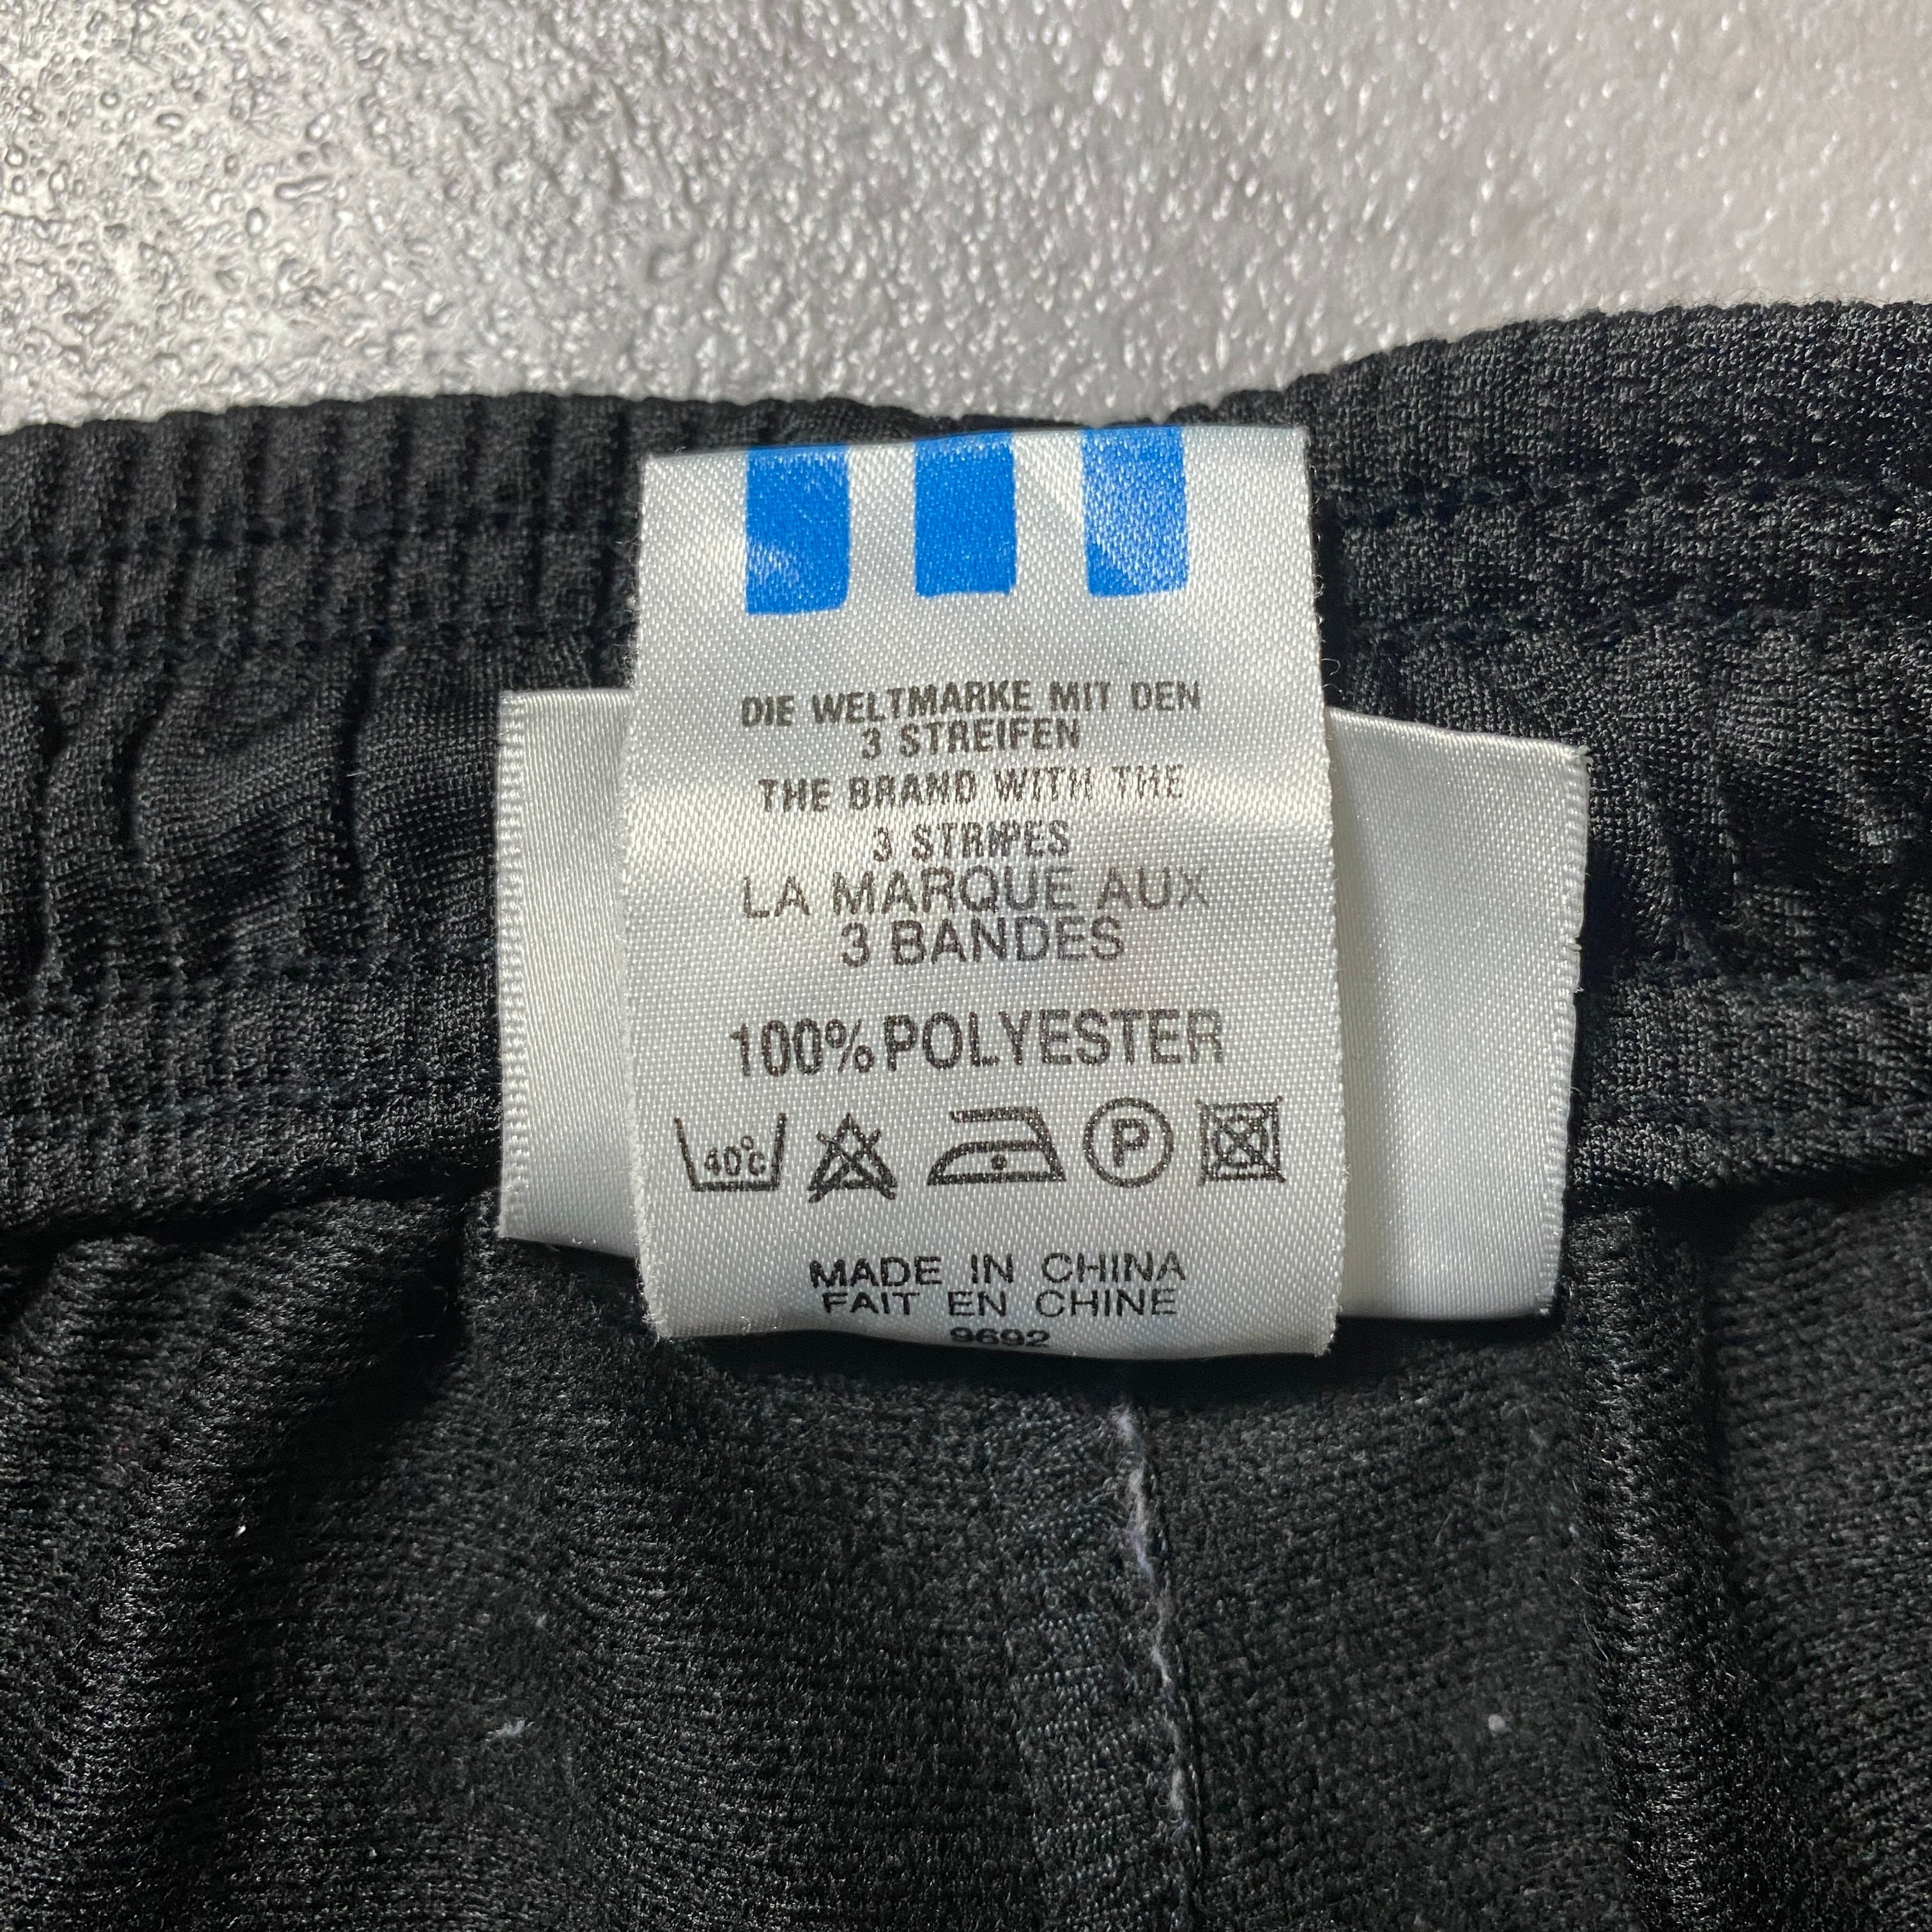 DIE WELTMARKE MIT DEN
3 STREIFEN
THE BRAND WITH THE
3 STRIPES
LA MARQUE AUX
3 BANDES
100% POLYESTER
40°C P
MADE IN CHINA
FAIT EN CHINE
9692